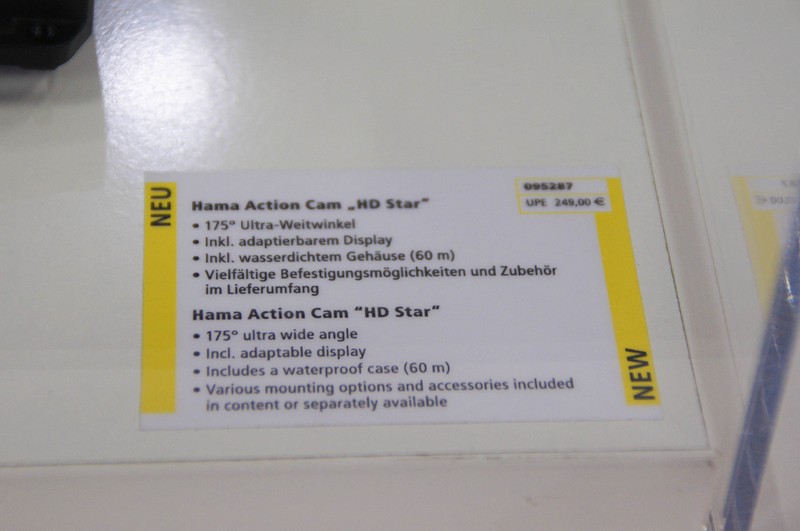 NEU
095287
UPE 249,00 €
Hama Action Cam „HD Star“
• 175° Ultra-Weitwinkel
• Inkl. adaptierbarem Display
• Inkl. wasserdichtem Gehäuse (60 m)
• Vielfältige Befestigungsmöglichkeiten und Zubehör
im Lieferumfang
Hama Action Cam “HD Star”
• 175° ultra wide angle
• Incl. adaptable display
• Includes a waterproof case (60 m)
• Various mounting options and accessories included
in content or separately available
NEW